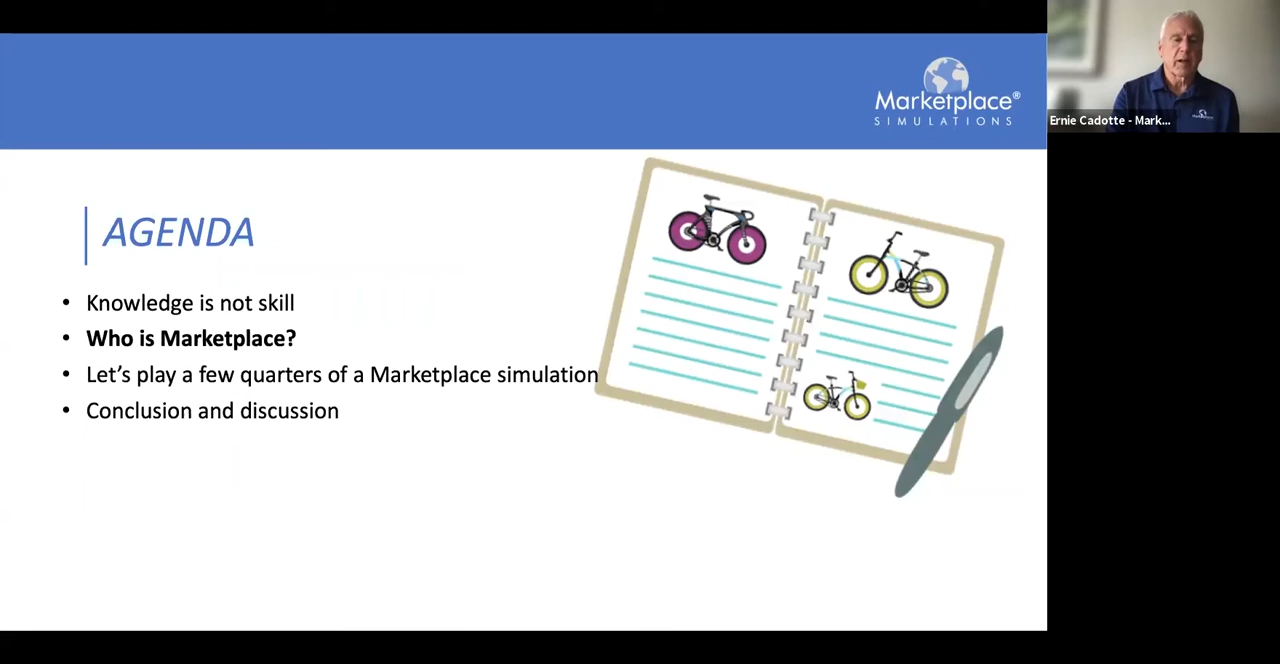 Marketplace®
SIMULATIONS
Ernie Cadotte - Mark...
AGENDA
• Knowledge is not skill
• Who is Marketplace?
• Let’s play a few quarters of a Marketplace simulation
• Conclusion and discussion